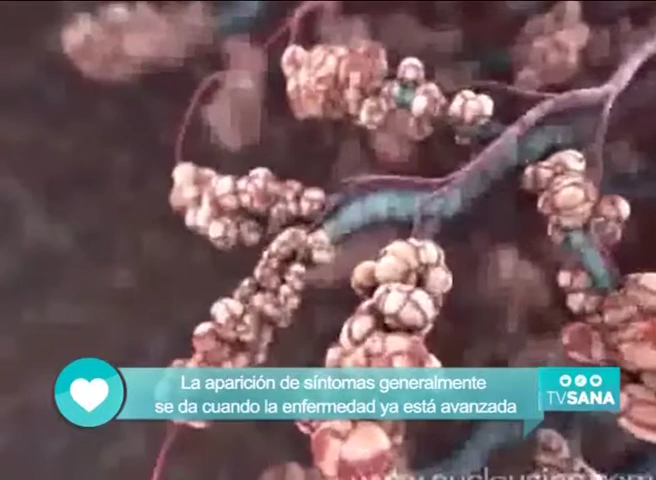 La aparición de síntomas generalmente
se da cuando la enfermedad ya está avanzada
TVSANA